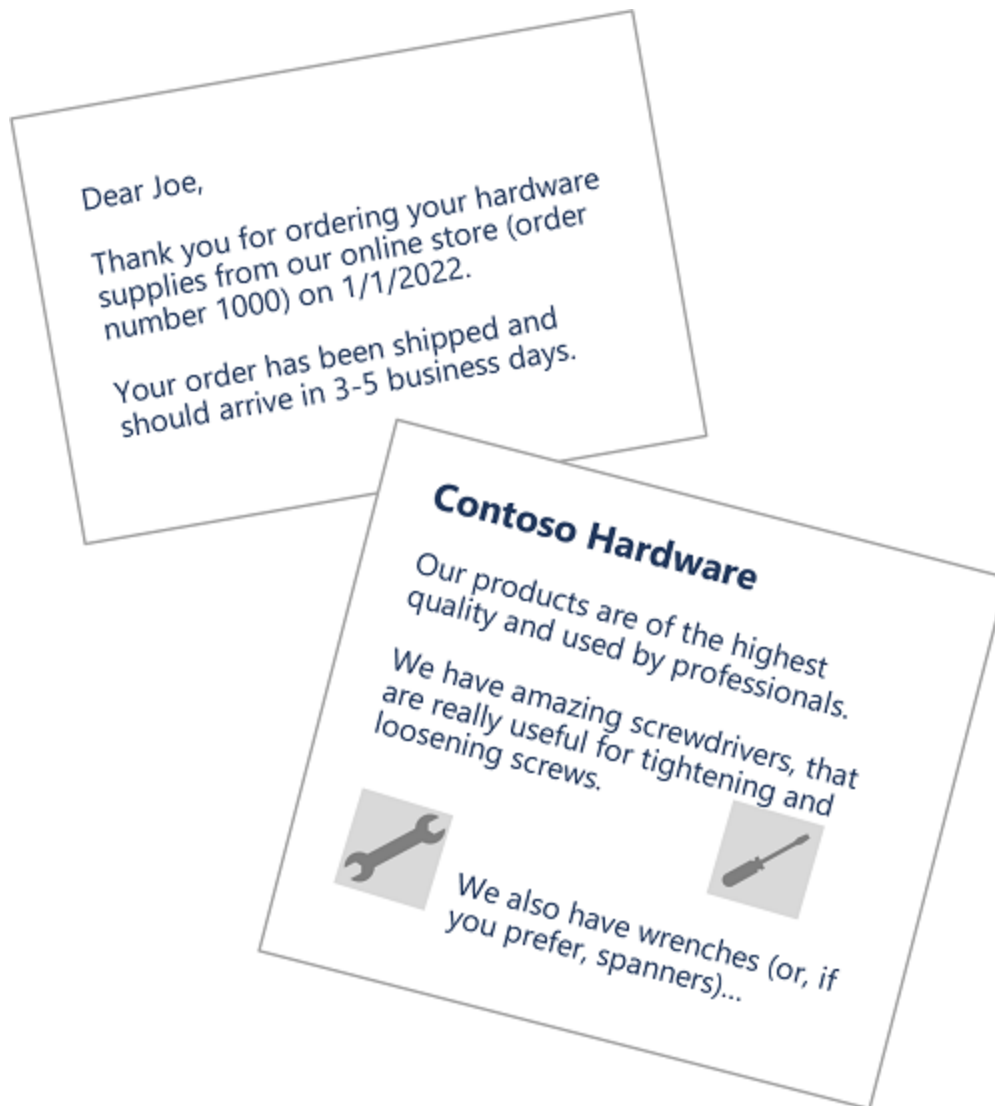 Dear Joe,
Thank you for ordering your hardware
supplies from our online store (order
number 1000) on 1/1/2022.
Your order has been shipped and
should arrive in 3-5 business days.
Contoso Hardware
Our products are of the highest
quality and used by professionals.
We have amazing screwdrivers, that
are really useful for tightening and
loosening screws.
We also have wrenches (or, if
you prefer, spanners)...